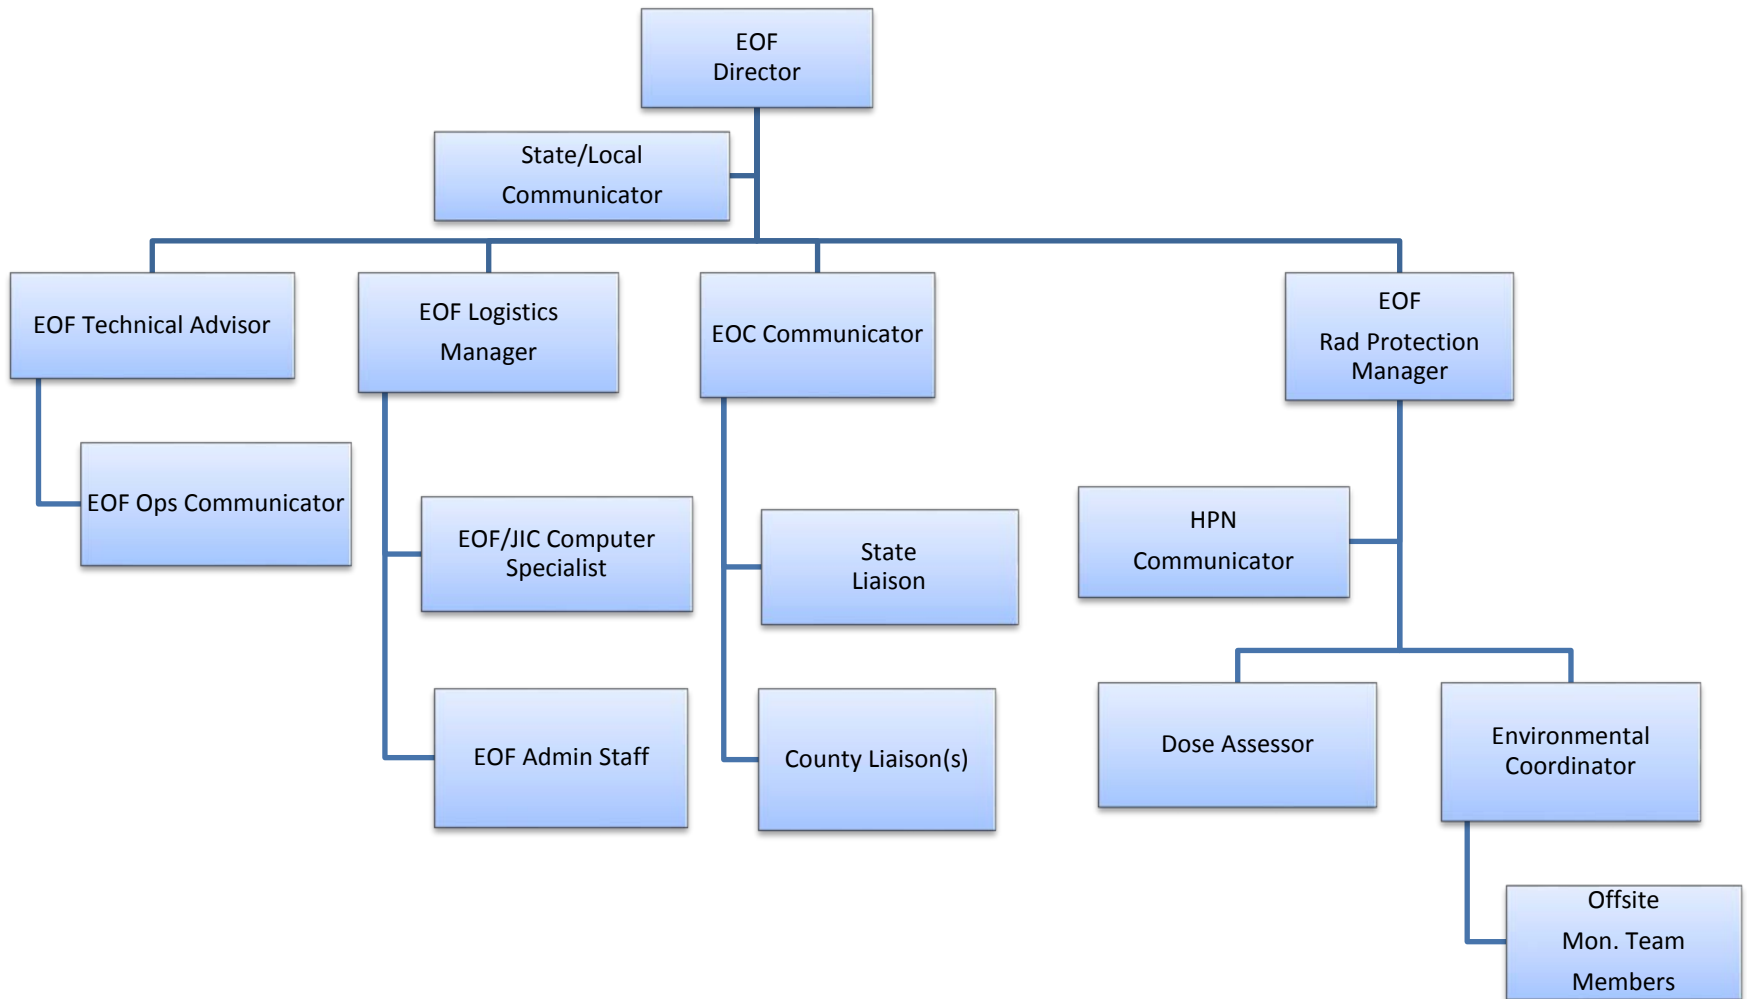 EOF
Director
State/Local
Communicator
EOF Technical Advisor
EOF Logistics
Manager
EOC Communicator
EOF
Rad Protection
Manager
EOF Ops Communicator
EOF/JIC Computer
Specialist
State
Liaison
HPN
Communicator
EOF Admin Staff
County Liaison(s)
Dose Assessor
Environmental
Coordinator
Offsite
Mon. Team
Members